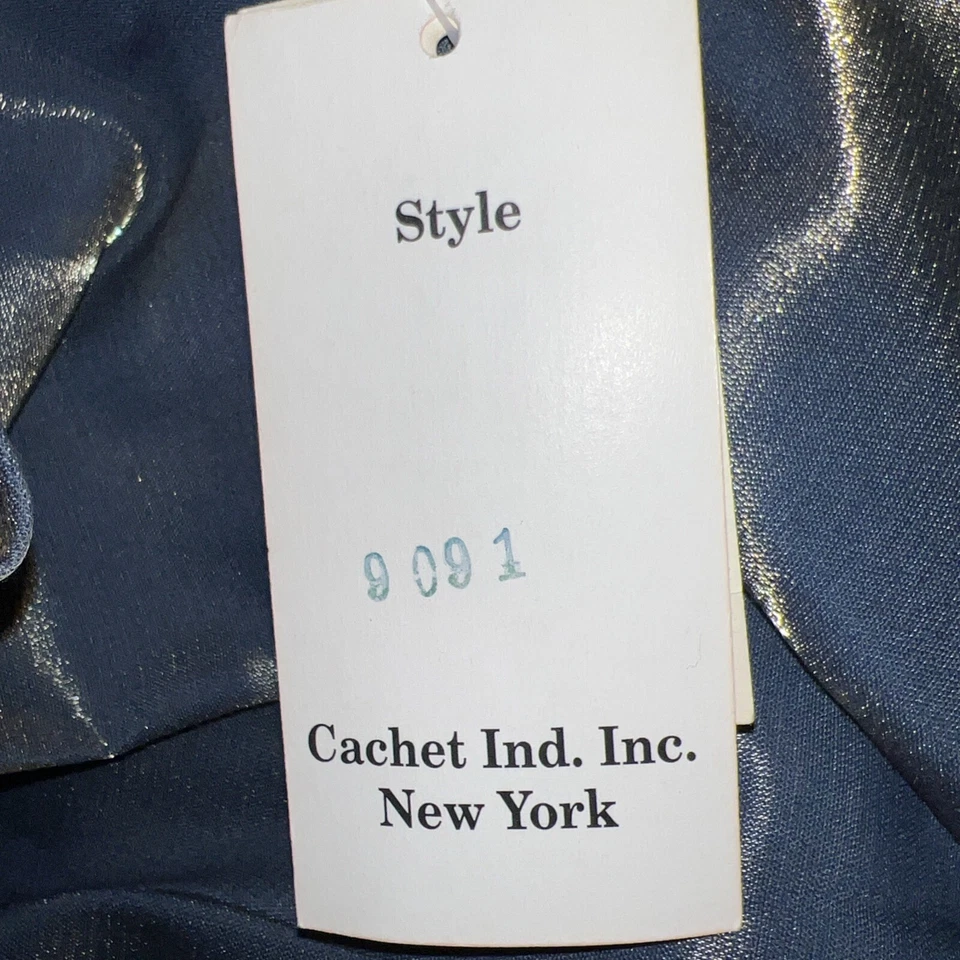 Style
9091
Cachet Ind. Inc.
New York